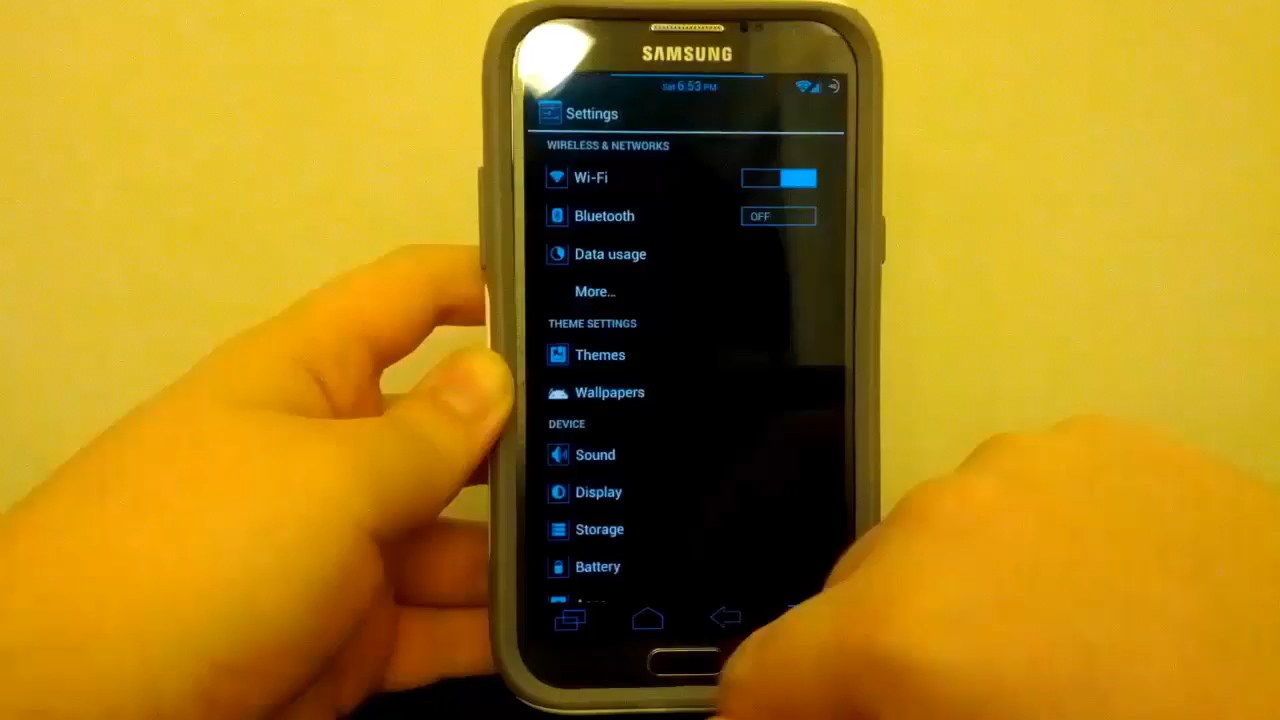 SAMSUNG
Sat 6:53 PM
Settings
WIRELESS & NETWORKS
Wi-Fi
Bluetooth OFF
Data usage
More...
THEME SETTINGS
Themes
Wallpapers
DEVICE
Sound
Display
Storage
Battery